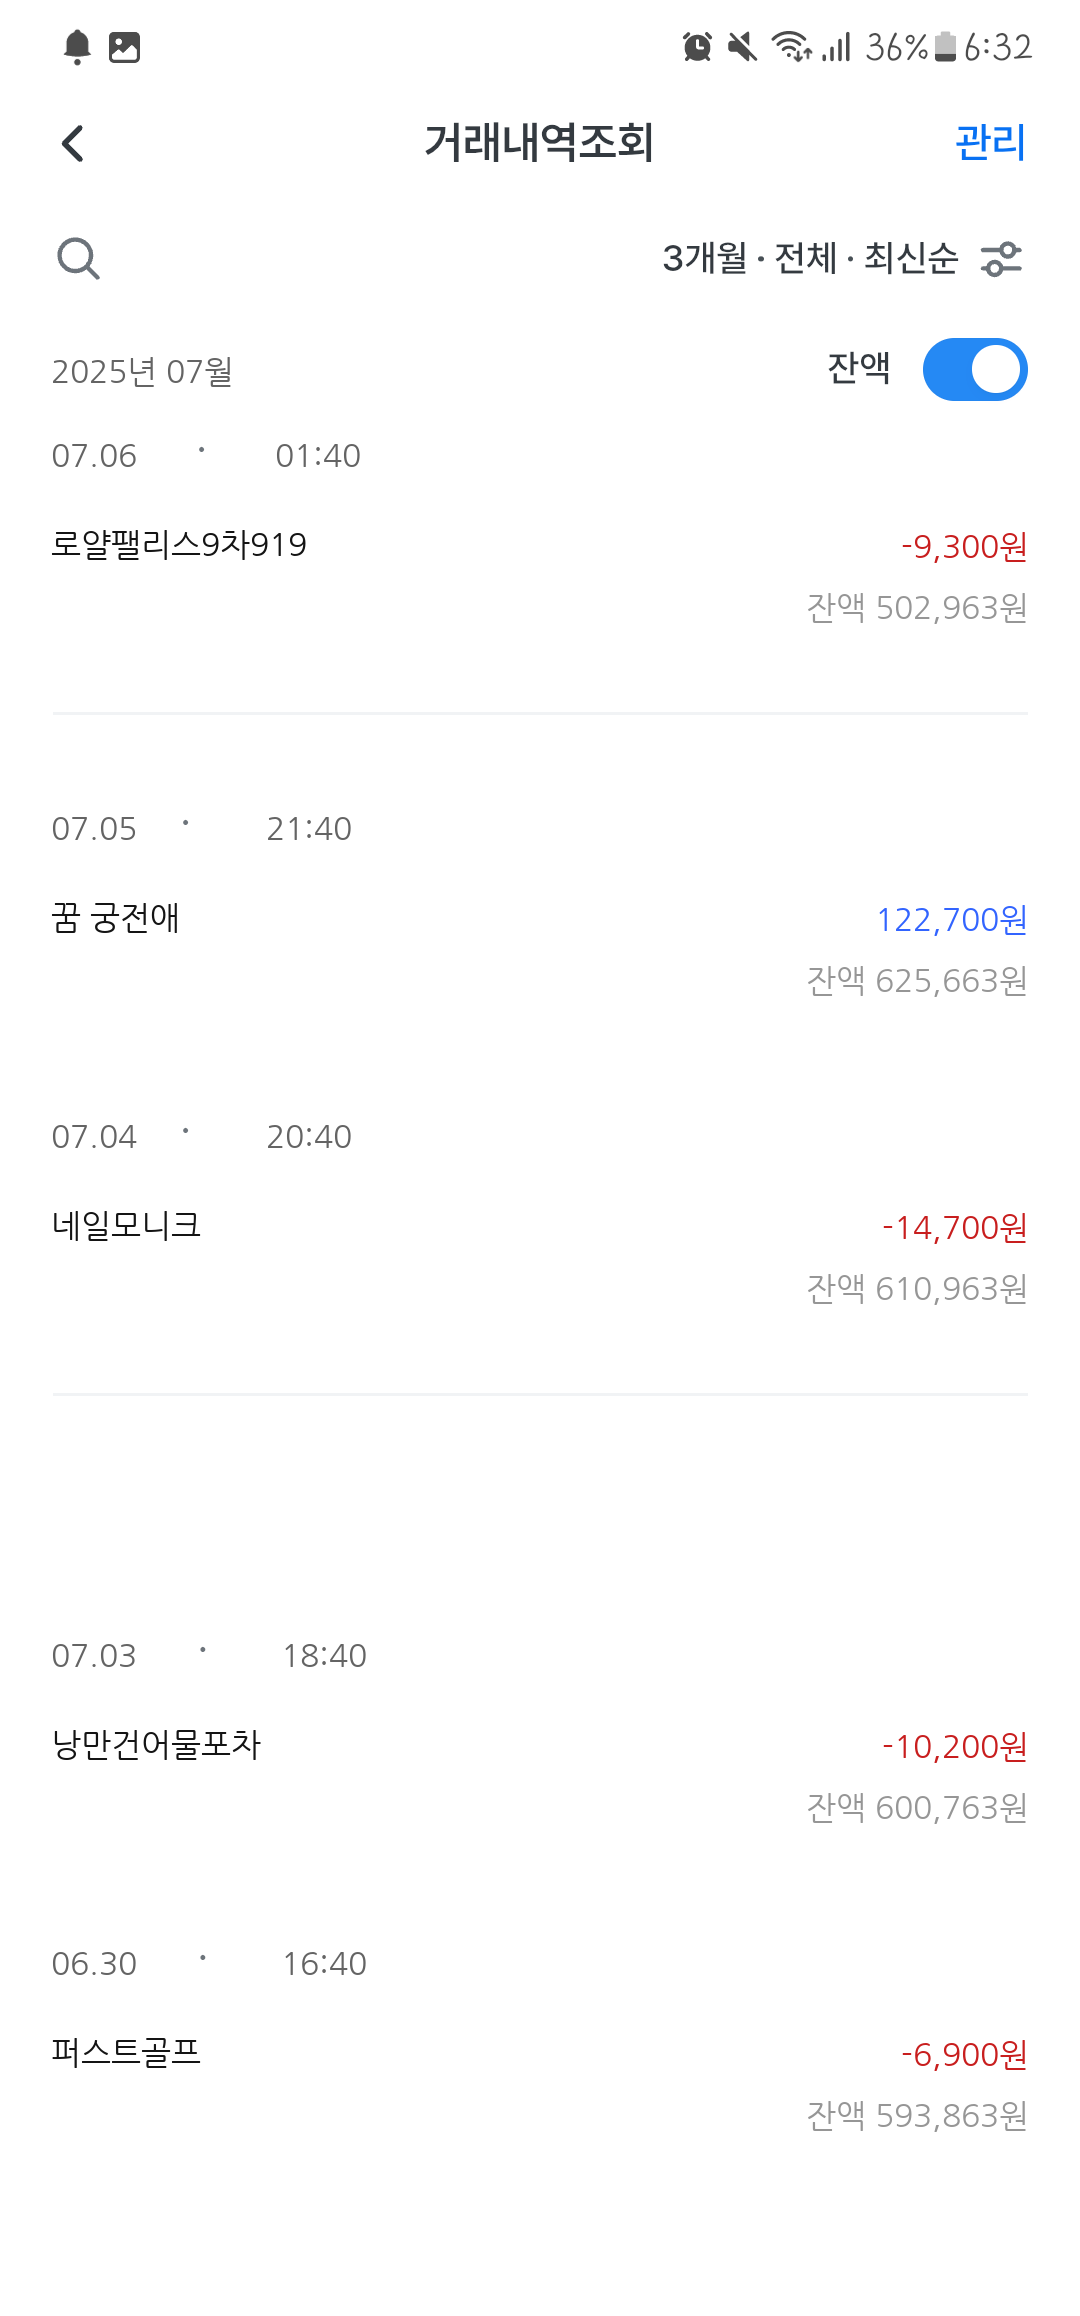 36% 6:32
거래내역조회 관리
3개월 · 전체 · 최신순
2025년 07월 잔액
07.06 · 01:40
로얄팰리스9차919 -9,300원
잔액 502,963원
07.05 · 21:40
꿈 궁전애 122,700원
잔액 625,663원
07.04 · 20:40
네일모니크 -14,700원
잔액 610,963원
07.03 · 18:40
낭만건어물포차 -10,200원
잔액 600,763원
06.30 · 16:40
퍼스트골프 -6,900원
잔액 593,863원